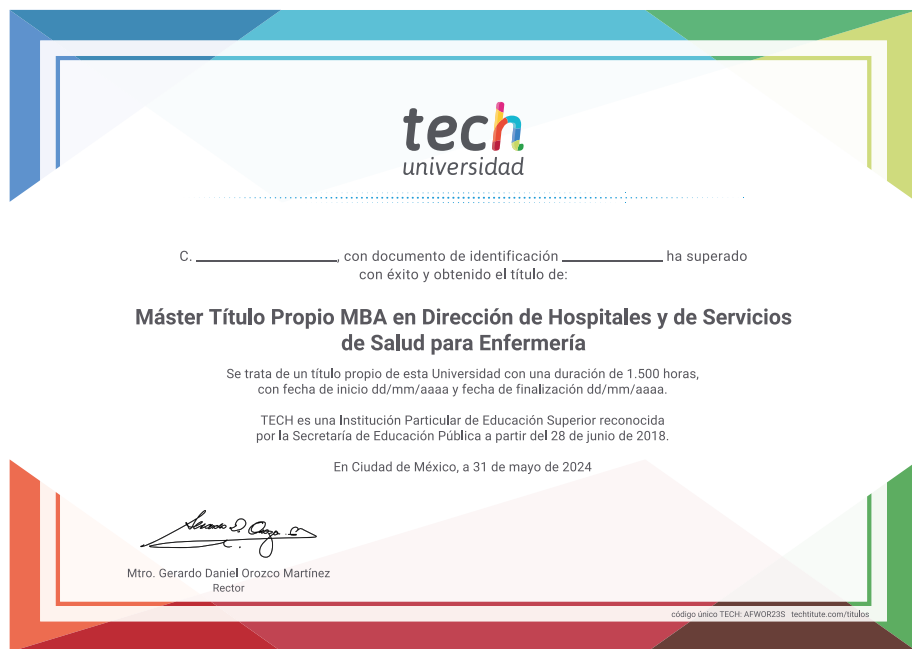 tech
universidad
C. ____________________, con documento de identificación ______________ ha superado
con éxito y obtenido el título de:
Máster Título Propio MBA en Dirección de Hospitales y de Servicios
de Salud para Enfermería
Se trata de un título propio de esta Universidad con una duración de 1.500 horas,
con fecha de inicio dd/mm/aaaa y fecha de finalización dd/mm/aaaa.
TECH es una Institución Particular de Educación Superior reconocida
por la Secretaría de Educación Pública a partir del 28 de junio de 2018.
En Ciudad de México, a 31 de mayo de 2024
Mtro. Gerardo Daniel Orozco Martínez
Rector
código único TECH: AFWOR23S techtitute.com/titulos